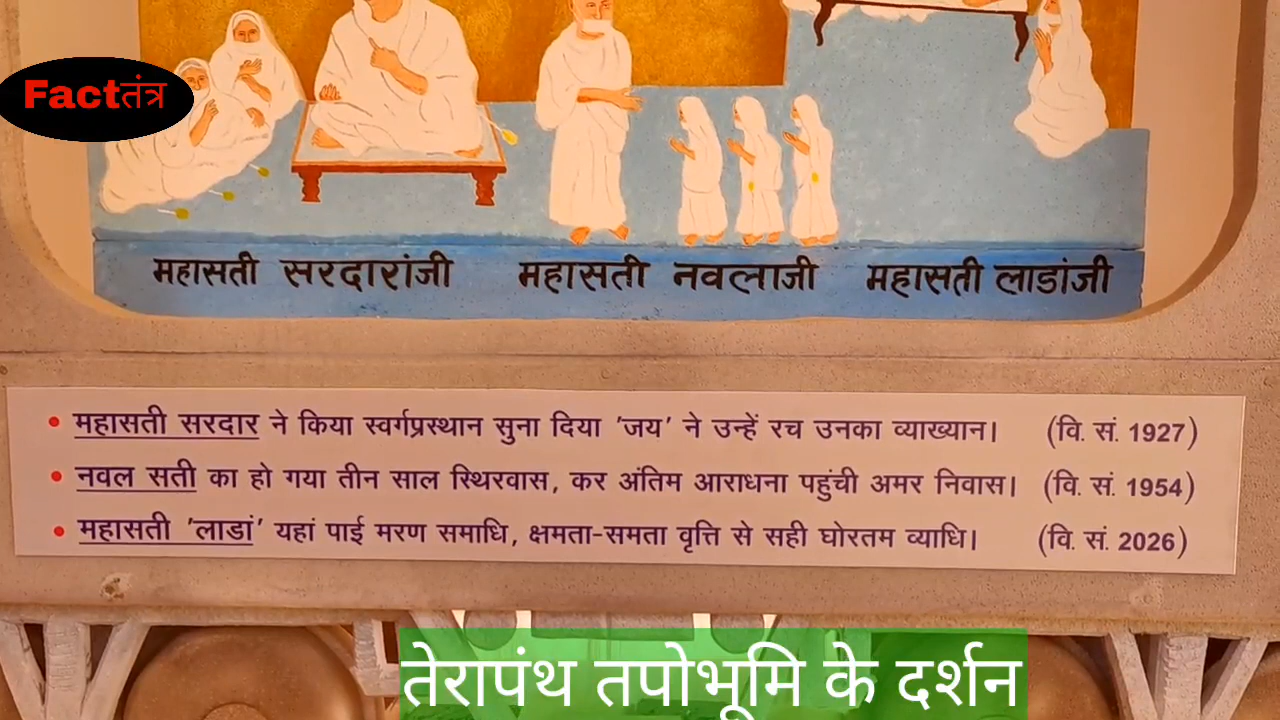 Factतंत्र
महासती सरदारांजी महासती नवलाजी महासती लाडांजी
• महासती सरदार ने किया स्वर्गप्रस्थान सुना दिया 'जय' ने उन्हें रच उनका व्याख्यान। (वि. सं. 1927)
• नवल सती का हो गया तीन साल स्थिरवास, कर अंतिम आराधना पहुंची अमर निवास। (वि. सं. 1954)
• महासती 'लाडां' यहां पाई मरण समाधि, क्षमता-समता वृत्ति से सही घोरतम व्याधि। (वि. सं. 2026)
तेरापंथ तपोभूमि के दर्शन